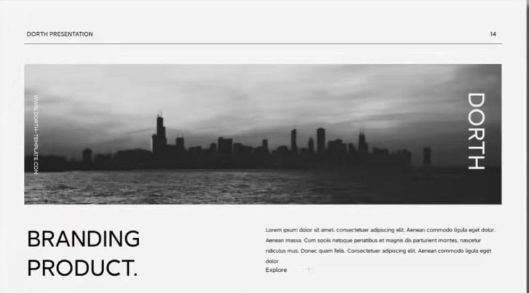 DORTH PRESENTATION
14
WWW.DORTH-TEMPLATE.COM
DORTH
BRANDING
PRODUCT.
Lorem ipsum dolor sit amet, consectetuer adipiscing elit. Aenean commodo ligula eget dolor.
Aenean massa. Cum sociis natoque penatibus et magnis dis parturient montes, nascetur
ridiculus mus. Donec quam felis. Consectetuer adipiscing elit. Aenean commodo ligula eget
dolor.
Explore